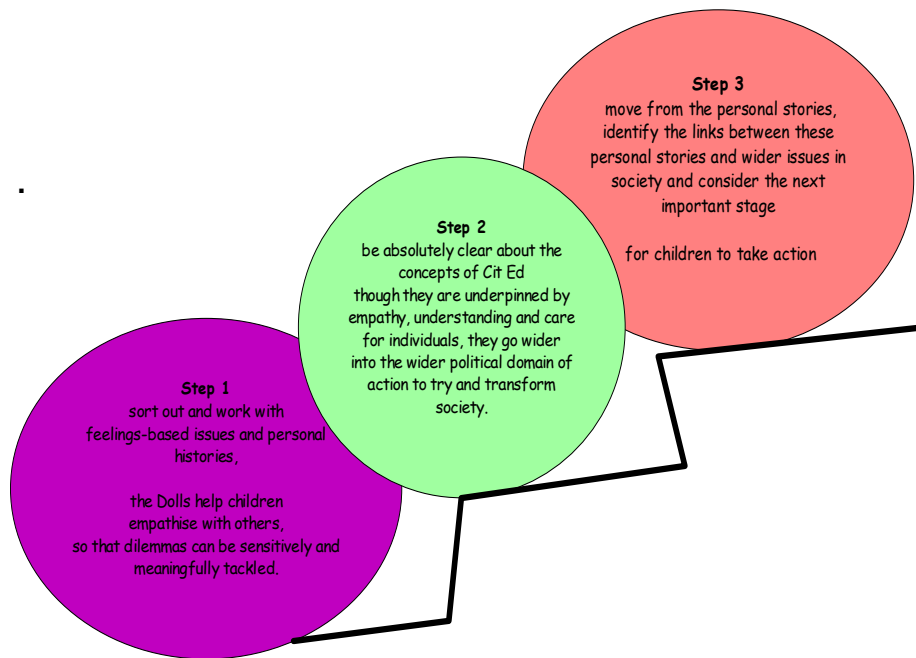 Step 3
move from the personal stories,
identify the links between these
personal stories and wider issues in
society and consider the next
important stage
for children to take action
Step 2
be absolutely clear about the
concepts of Cit Ed
though they are underpinned by
empathy, understanding and care
for individuals, they go wider
into the wider political domain of
action to try and transform
society.
Step 1
sort out and work with
feelings-based issues and personal
histories,
the Dolls help children
empathise with others,
so that dilemmas can be sensitively and
meaningfully tackled.
.